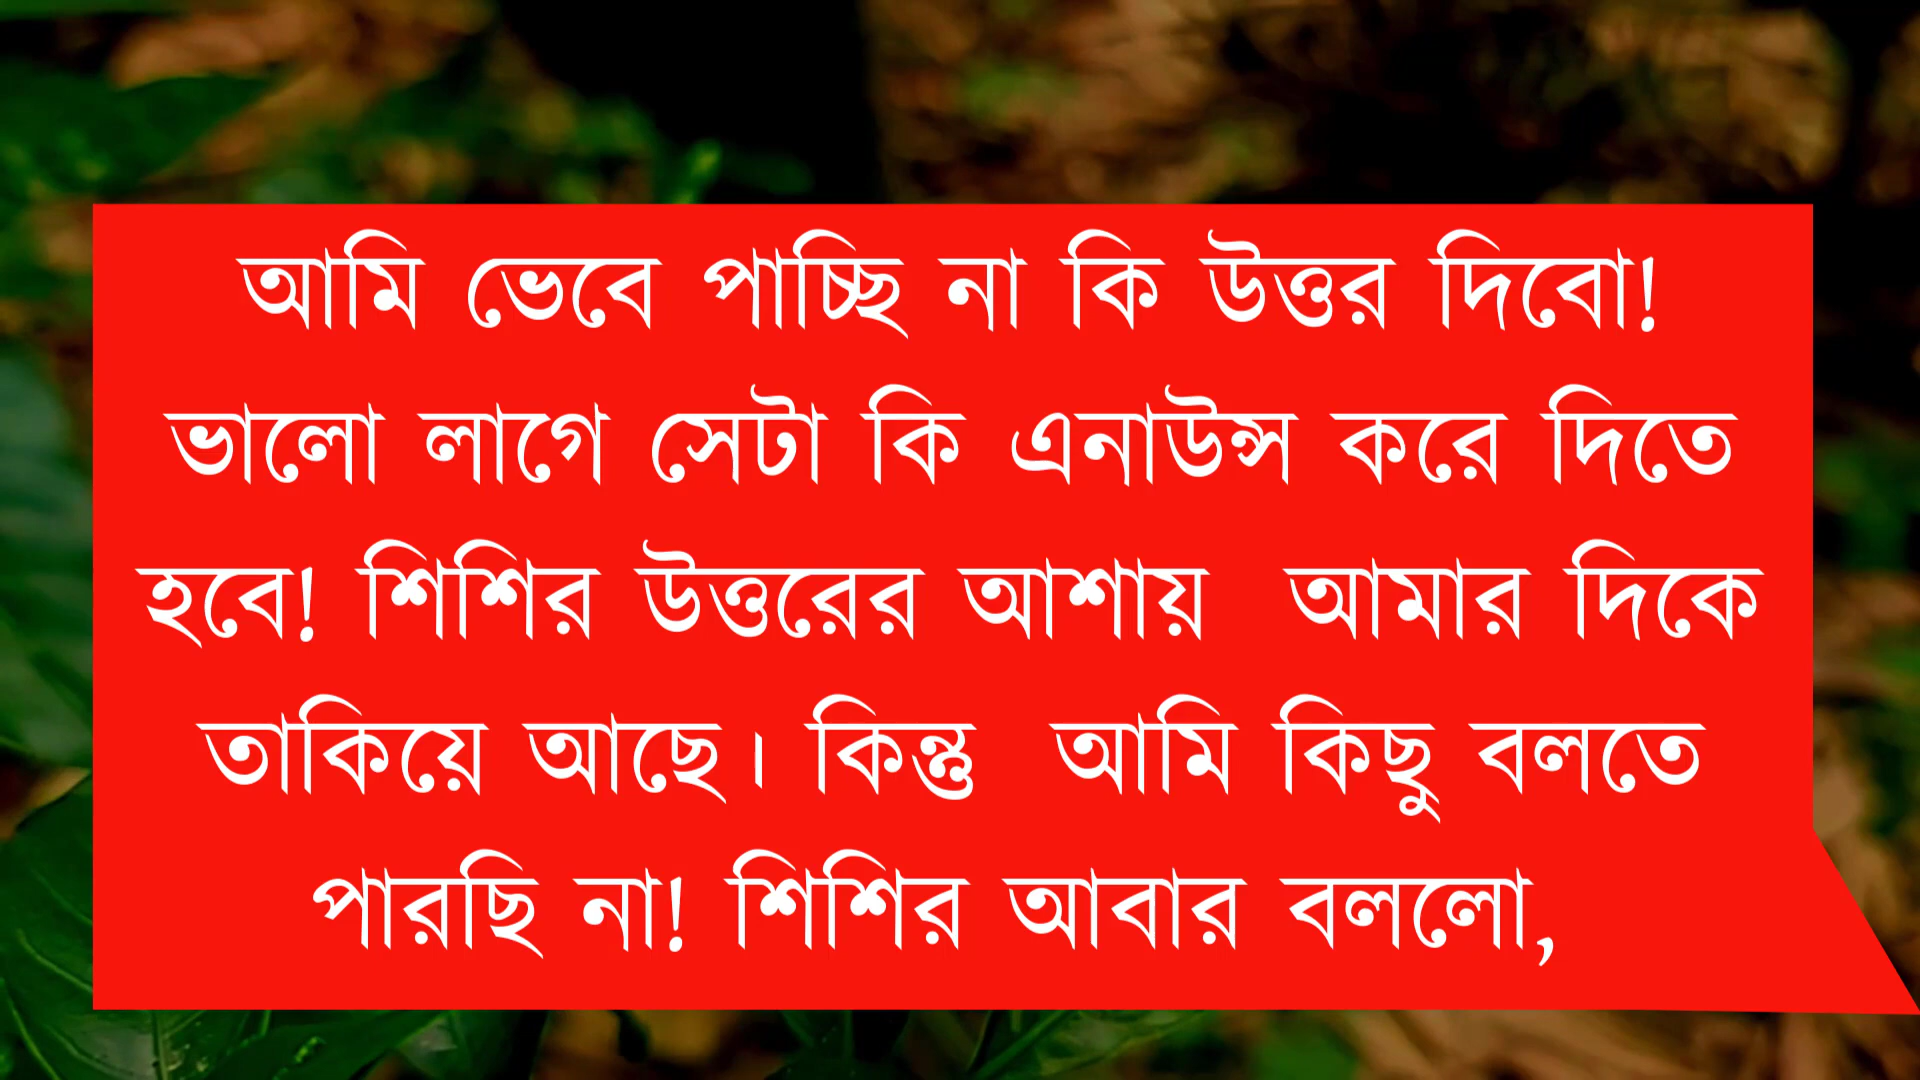 আমি ভেবে পাচ্ছি না কি উত্তর দিবো!
ভালো লাগে সেটা কি এনাউন্স করে দিতে
হবে! শিশির উত্তরের আশায় আমার দিকে
তাকিয়ে আছে। কিন্তু আমি কিছু বলতে
পারছি না! শিশির আবার বললো,